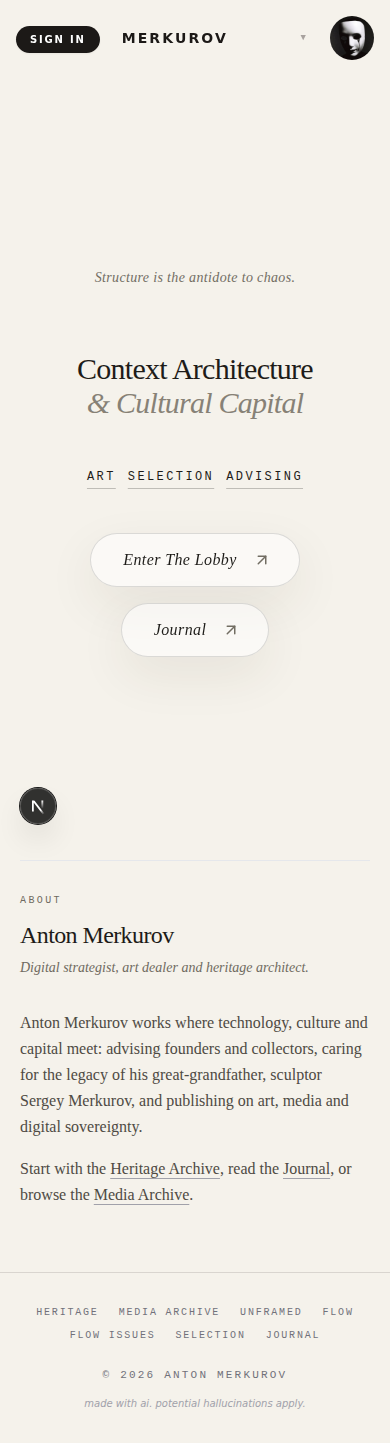 SIGN IN
MERKUROV
Structure is the antidote to chaos.
Context Architecture
& Cultural Capital
ART SELECTION ADVISING
Enter The Lobby
Journal
N
ABOUT
Anton Merkurov
Digital strategist, art dealer and heritage architect.
Anton Merkurov works where technology, culture and
capital meet: advising founders and collectors, caring
for the legacy of his great-grandfather, sculptor
Sergey Merkurov, and publishing on art, media and
digital sovereignty.
Start with the Heritage Archive, read the Journal, or
browse the Media Archive.
HERITAGE MEDIA ARCHIVE UNFRAMED FLOW
FLOW ISSUES SELECTION JOURNAL
© 2026 ANTON MERKUROV
made with ai. potential hallucinations apply.